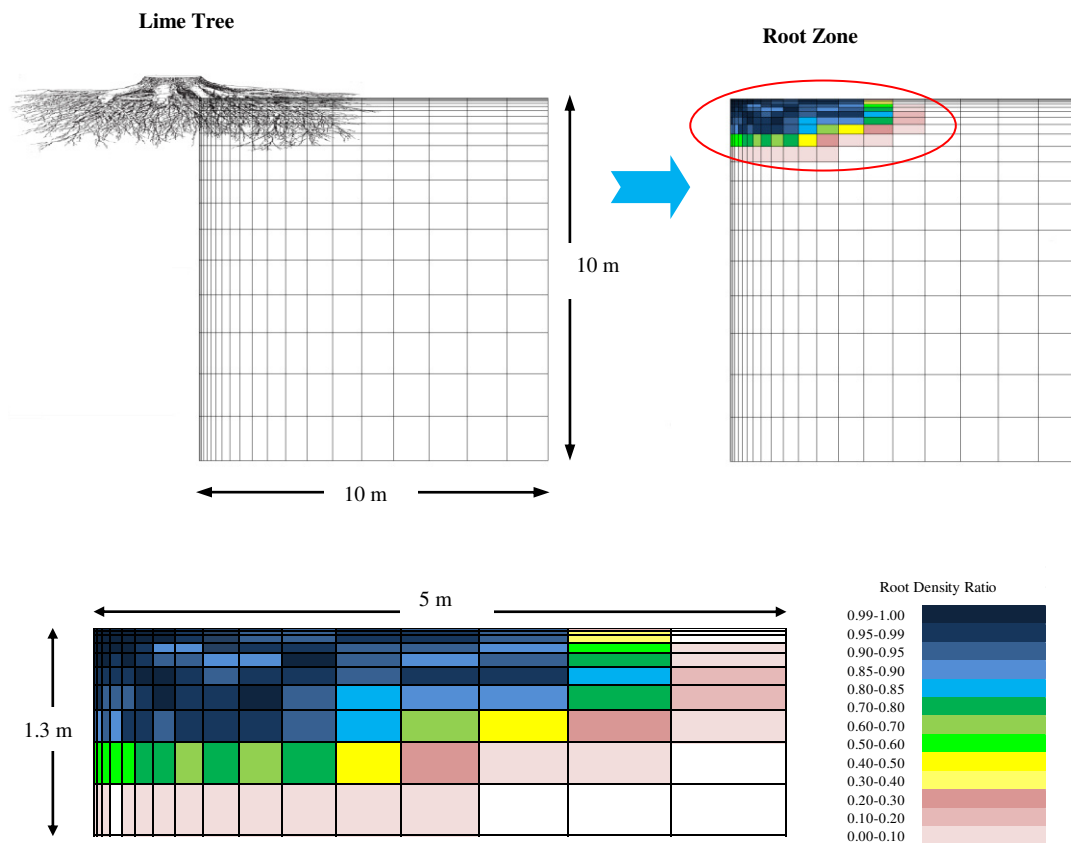 Lime Tree
Root Zone
10 m
10 m
5 m
1.3 m
Root Density Ratio
0.99-1.00
0.95-0.99
0.90-0.95
0.85-0.90
0.80-0.85
0.70-0.80
0.60-0.70
0.50-0.60
0.40-0.50
0.30-0.40
0.20-0.30
0.10-0.20
0.00-0.10